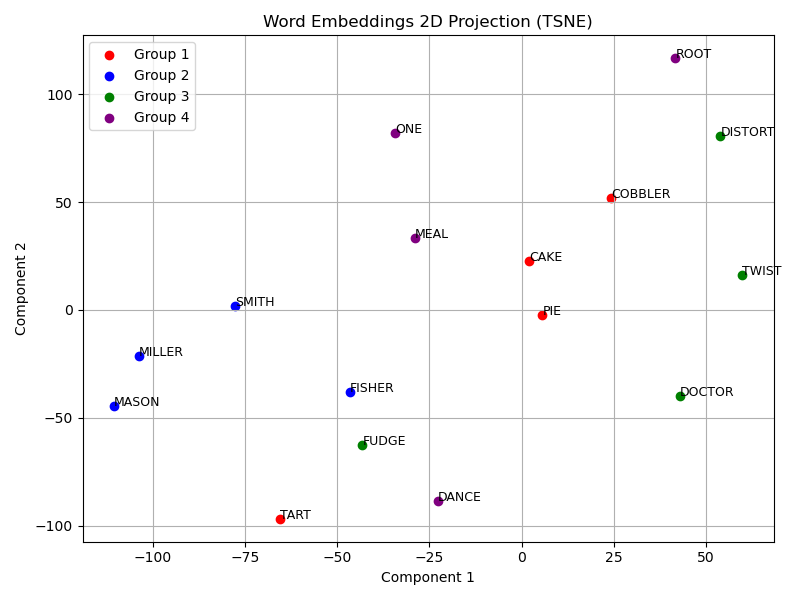 Word Embeddings 2D Projection (TSNE)
Group 1
Group 2
Group 3
Group 4
ROOT
ONE
DISTORT
COBBLER
MEAL
CAKE
TWIST
SMITH
PIE
MILLER
FISHER
DOCTOR
MASON
FUDGE
DANCE
TART
Component 2
100
50
0
−50
−100
−100 −75 −50 −25 0 25 50
Component 1